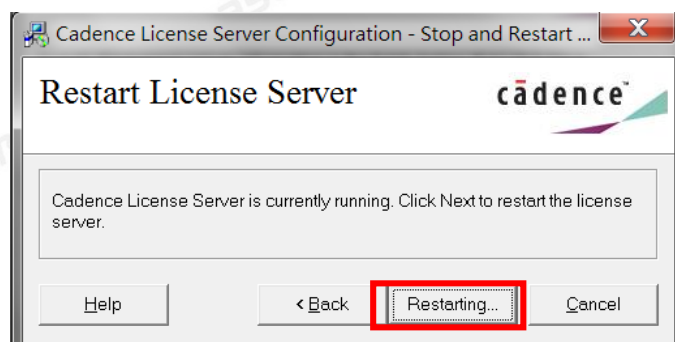 Cadence License Server Configuration - Stop and Restart ...
Restart License Server
cādence™
Cadence License Server is currently running. Click Next to restart the license
server.
Help
< Back
Restarting...
Cancel